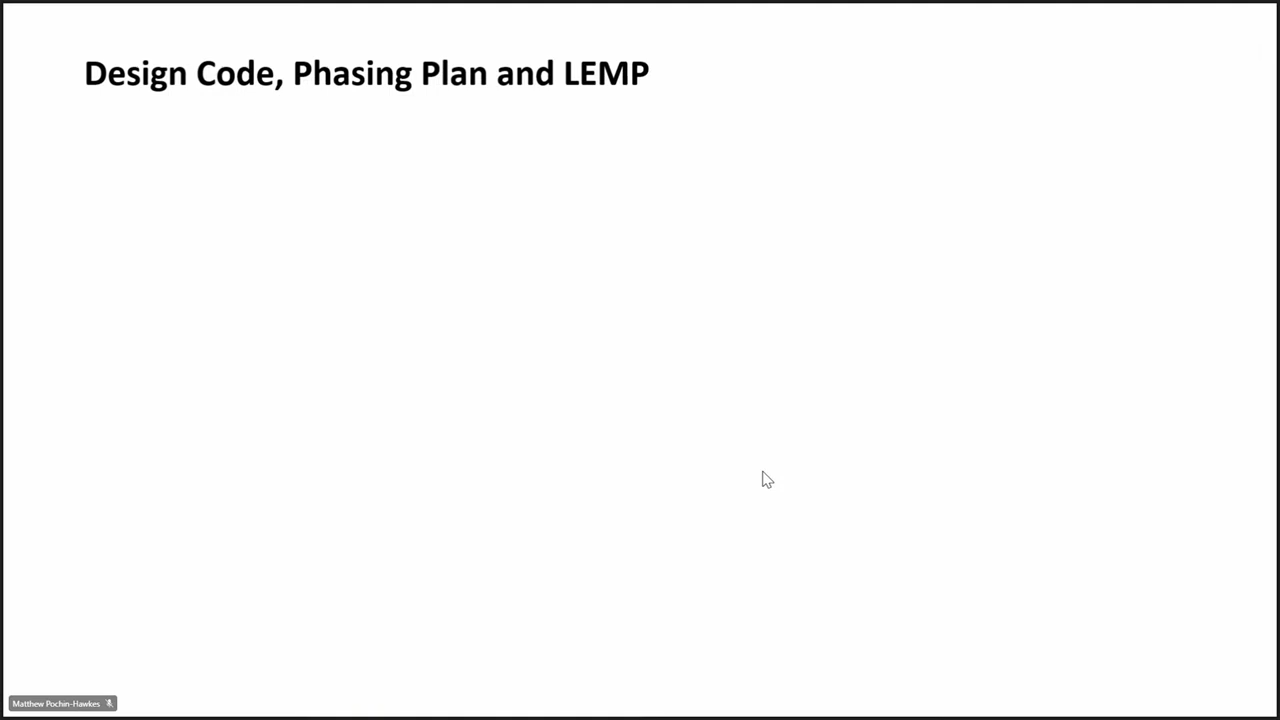 Design Code, Phasing Plan and LEMP
Matthew Pochin-Hawkes